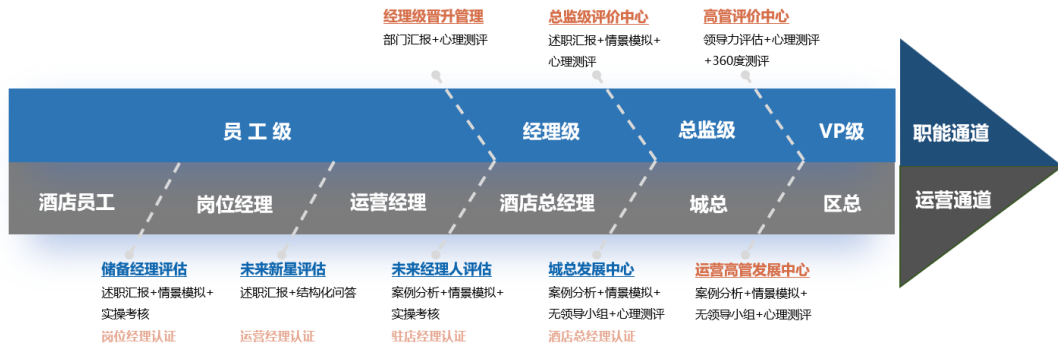 经理级晋升管理
部门汇报+心理测评
总监级评价中心
述职汇报+情景模拟+
心理测评
高管评价中心
领导力评估+心理测评
+360度测评
员工级
经理级
总监级
VP级
职能通道
酒店员工
岗位经理
运营经理
酒店总经理
城总
区总
运营通道
储备经理评估
述职汇报+情景模拟+
实操考核
岗位经理认证
未来新星评估
述职汇报+结构化问答
运营经理认证
未来经理人评估
案例分析+情景模拟+
实操考核
驻店经理认证
城总发展中心
案例分析+情景模拟+
无领导小组+心理测评
酒店总经理认证
运营高管发展中心
案例分析+情景模拟+
无领导小组+心理测评